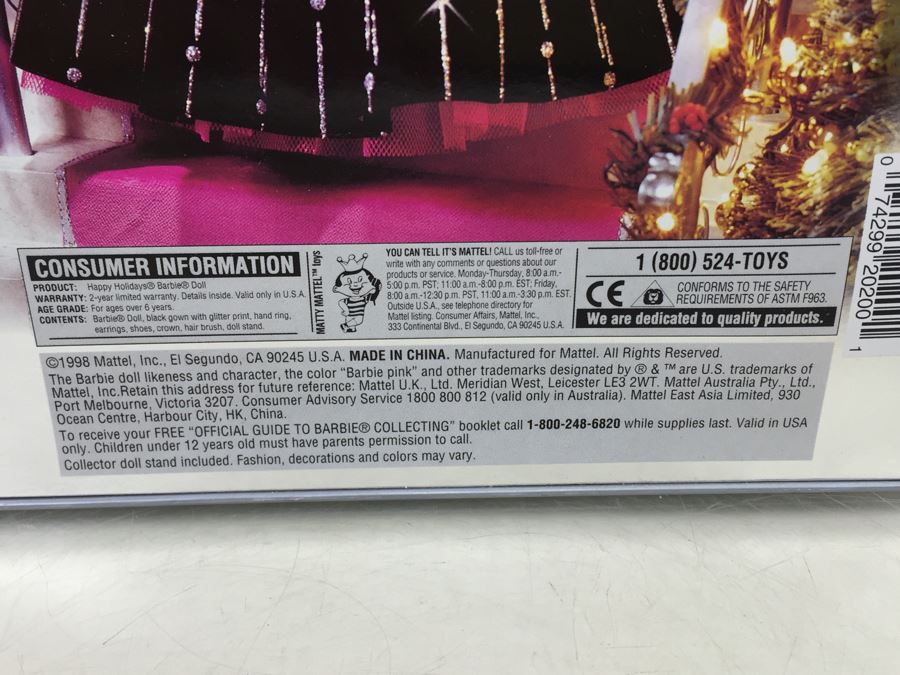 CONSUMER INFORMATION
PRODUCT: Happy Holidays® Barbie® Doll
WARRANTY: 2-year limited warranty. Details inside. Valid only in U.S.A.
AGE GRADE: For ages over 6 years.
CONTENTS: Barbie® Doll, black gown with glitter print, hand ring,
earrings, shoes, crown, hair brush, doll stand.
MATTY MATTEL™ toys
YOU CAN TELL IT'S MATTEL! CALL us toll-free or
write with any comments or questions about our
products or service. Monday-Thursday, 8:00 a.m.-
5:00 p.m. PST; 11:00 a.m.-8:00 p.m. EST; Friday,
8:00 a.m.-12:30 p.m. PST, 11:00 a.m.-3:30 p.m. EST.
Outside U.S.A., see telephone directory for
Mattel listing. Consumer Affairs, Mattel, Inc.,
333 Continental Blvd., El Segundo, CA 90245 U.S.A.
1 (800) 524-TOYS
CE
CONFORMS TO THE SAFETY
REQUIREMENTS OF ASTM F963.
We are dedicated to quality products.
©1998 Mattel, Inc., El Segundo, CA 90245 U.S.A. MADE IN CHINA. Manufactured for Mattel. All Rights Reserved.
The Barbie doll likeness and character, the color "Barbie pink" and other trademarks designated by ® & ™ are U.S. trademarks of
Mattel, Inc.Retain this address for future reference: Mattel U.K., Ltd. Meridian West, Leicester LE3 2WT. Mattel Australia Pty., Ltd.,
Port Melbourne, Victoria 3207. Consumer Advisory Service 1800 800 812 (valid only in Australia). Mattel East Asia Limited, 930
Ocean Centre, Harbour City, HK, China.
To receive your FREE "OFFICIAL GUIDE TO BARBIE® COLLECTING" booklet call 1-800-248-6820 while supplies last. Valid in USA
only. Children under 12 years old must have parents permission to call.
Collector doll stand included. Fashion, decorations and colors may vary.
0 74299 20200 1